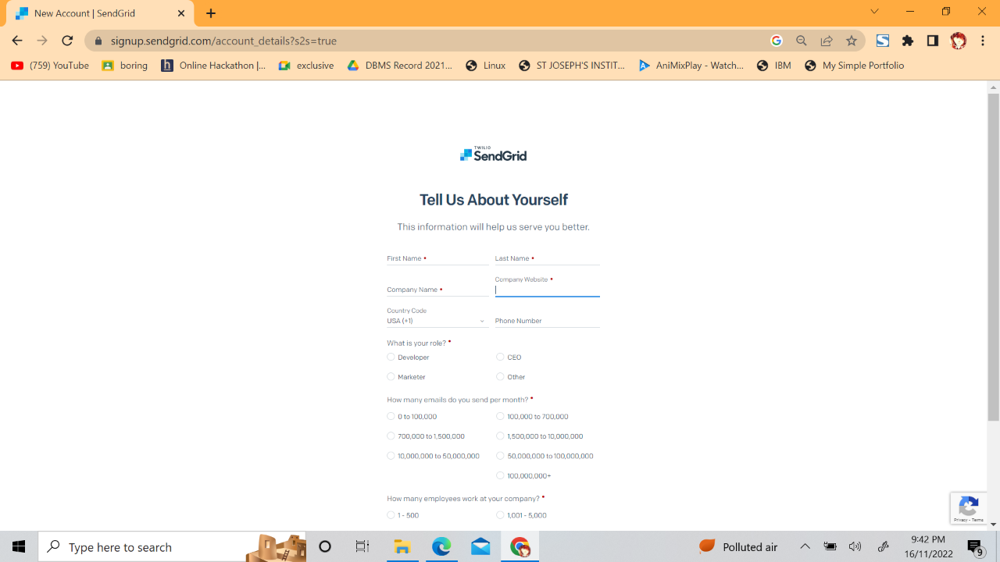 New Account | SendGrid
signup.sendgrid.com/account_details?s2s=true
(759) YouTube
boring
Online Hackathon |...
exclusive
DBMS Record 2021...
Linux
ST JOSEPH'S INSTIT...
AniMixPlay - Watch...
IBM
My Simple Portfolio
TWILIO
SendGrid
Tell Us About Yourself
This information will help us serve you better.
First Name •
Last Name •
Company Name •
Company Website •
Country Code
USA (+1)
Phone Number
What is your role? •
Developer
CEO
Marketer
Other
How many emails do you send per month? •
0 to 100,000
100,000 to 700,000
700,000 to 1,500,000
1,500,000 to 10,000,000
10,000,000 to 50,000,000
50,000,000 to 100,000,000
100,000,000+
How many employees work at your company? •
1 - 500
1,001 - 5,000
Privacy - Terms
Type here to search
Polluted air
9:42 PM
16/11/2022
9